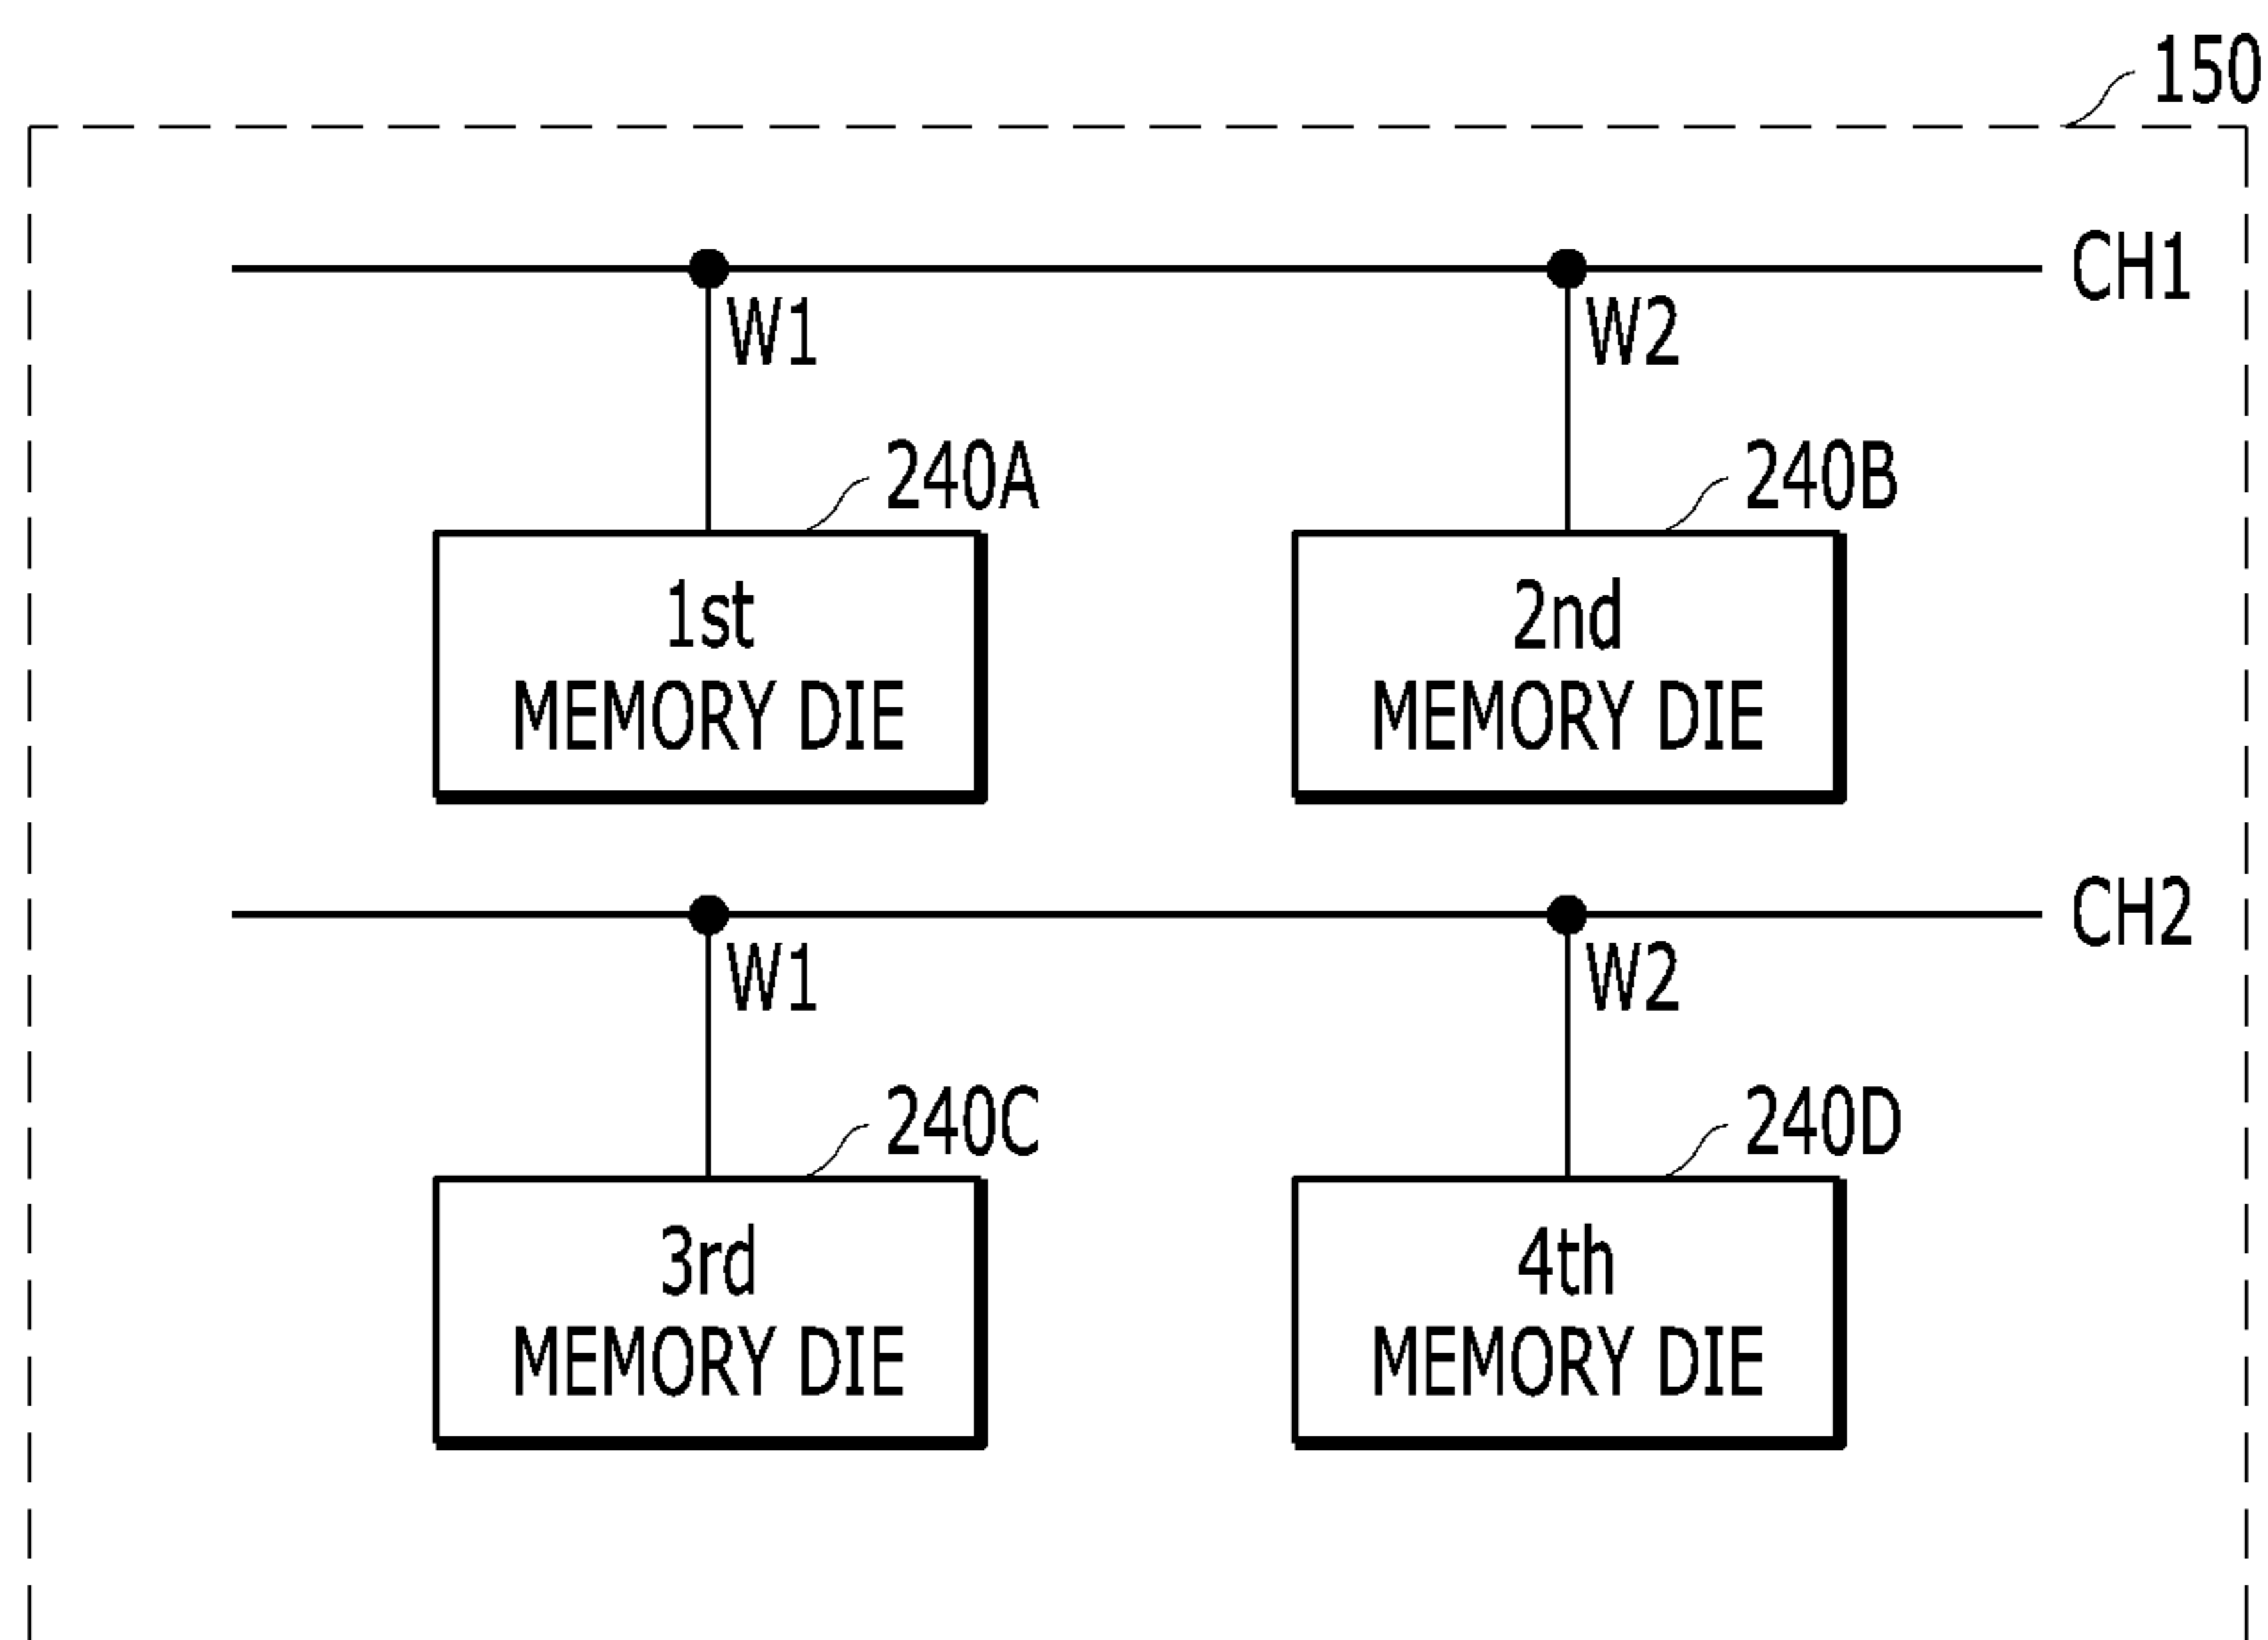 150
CH1
W1
W2
240A
240B
1st
MEMORY DIE
2nd
MEMORY DIE
CH2
W1
W2
240C
240D
3rd
MEMORY DIE
4th
MEMORY DIE